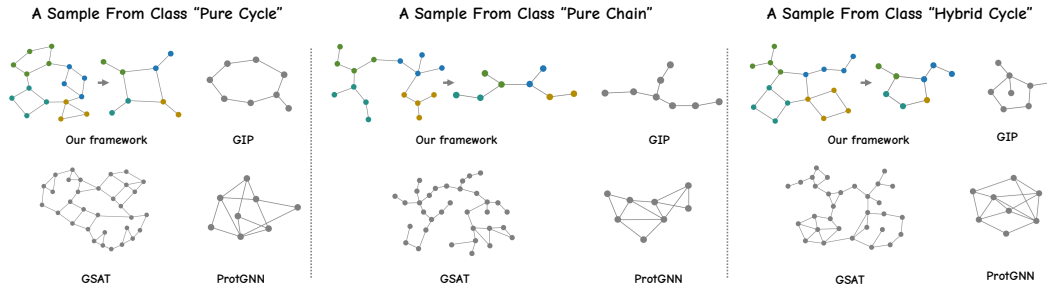 A Sample From Class “Pure Cycle”
Our framework
GIP
GSAT
ProtGNN
A Sample From Class “Pure Chain”
Our framework
GIP
GSAT
ProtGNN
A Sample From Class “Hybrid Cycle”
Our framework
GIP
GSAT
ProtGNN